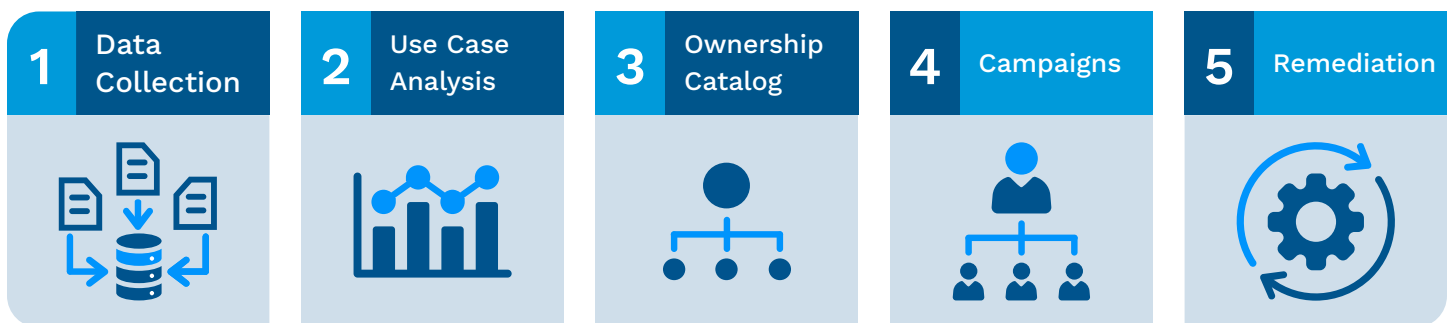 1
Data
Collection
2
Use Case
Analysis
3
Ownership
Catalog
4
Campaigns
5
Remediation